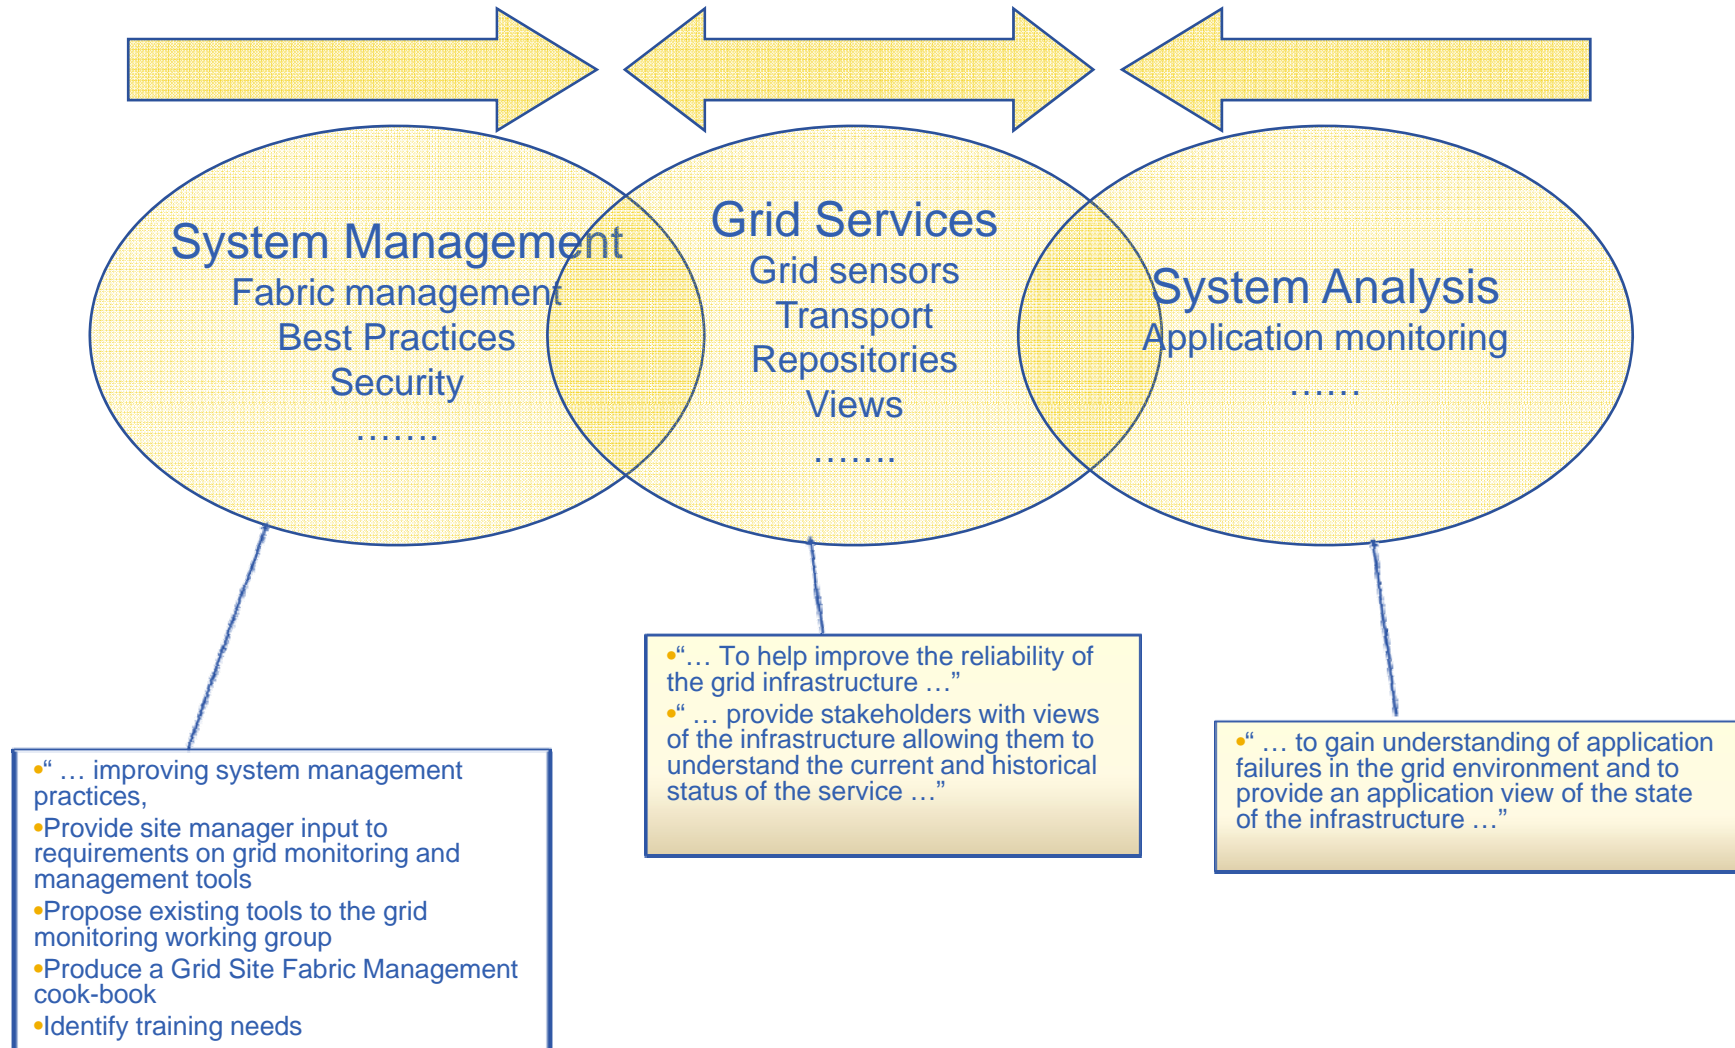 System Management
Fabric management
Best Practices
Security
…….
Grid Services
Grid sensors
Transport
Repositories
Views
…….
System Analysis
Application monitoring
……
•“ … improving system management
practices,
•Provide site manager input to
requirements on grid monitoring and
management tools
•Propose existing tools to the grid
monitoring working group
•Produce a Grid Site Fabric Management
cook-book
•Identify training needs
•“… To help improve the reliability of
the grid infrastructure …”
•“ … provide stakeholders with views
of the infrastructure allowing them to
understand the current and historical
status of the service …”
•“ … to gain understanding of application
failures in the grid environment and to
provide an application view of the state
of the infrastructure …”